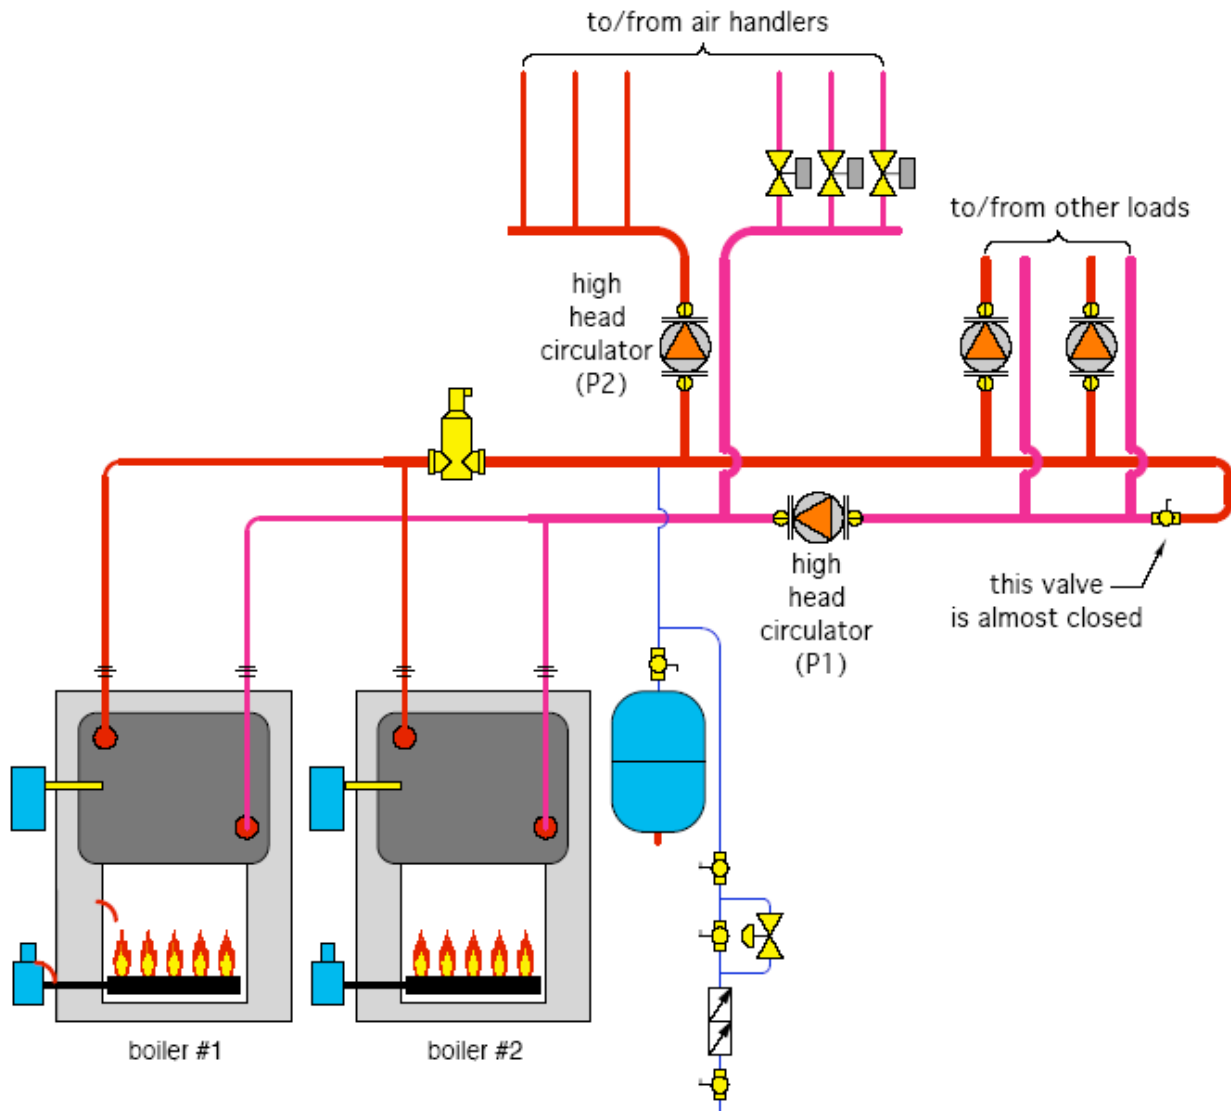 to/from air handlers
to/from other loads
high
head
circulator
(P2)
high
head
circulator
(P1)
this valve
is almost closed
boiler #1
boiler #2